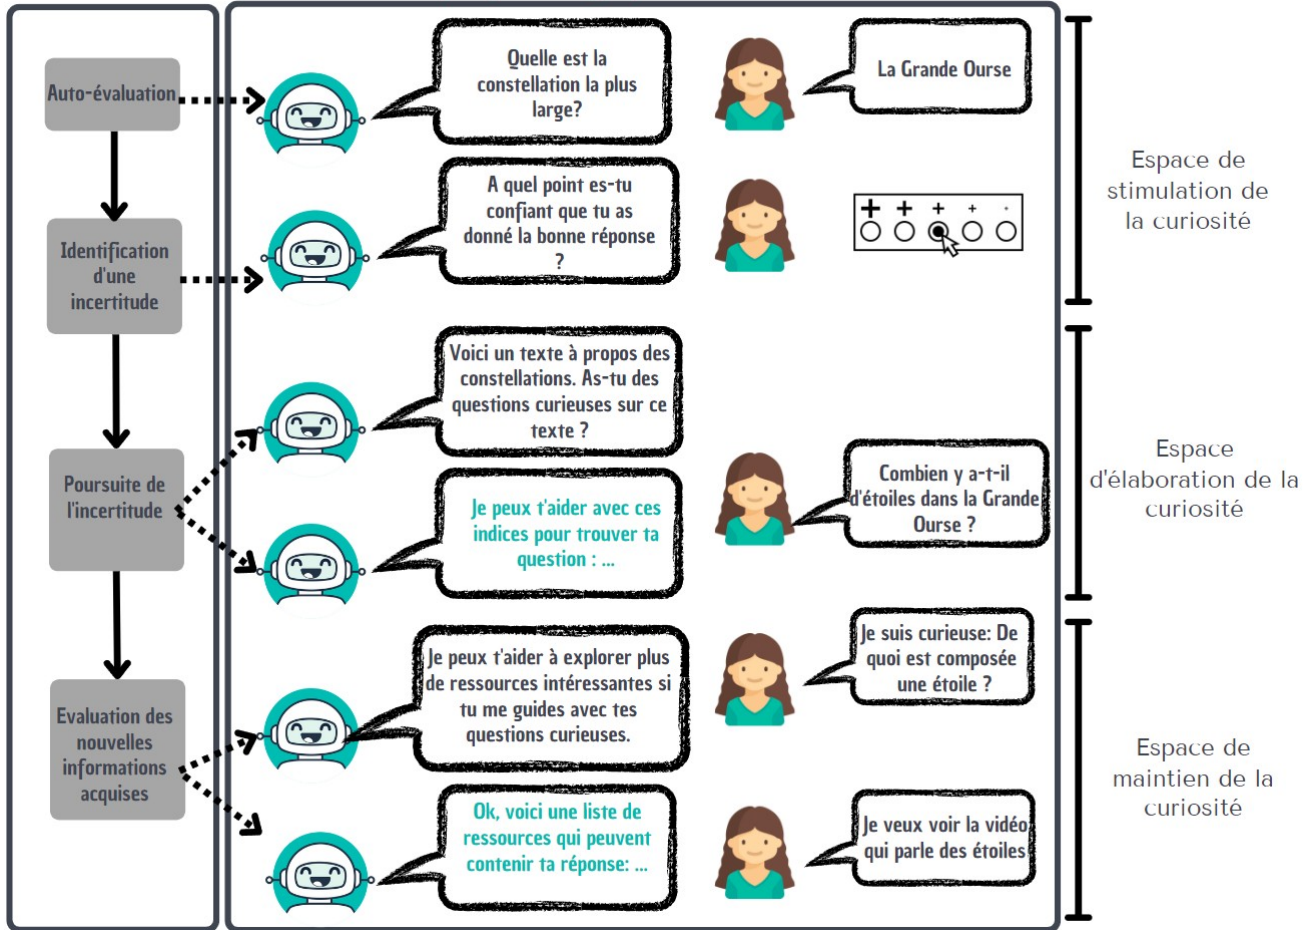 Auto-évaluation
Quelle est la
constellation la plus
large?
La Grande Ourse
Identification
d'une
incertitude
A quel point es-tu
confiant que tu as
donné la bonne réponse
?
+ + + + +
Espace de
stimulation de
la curiosité
Poursuite de
l'incertitude
Voici un texte à propos des
constellations. As-tu des
questions curieuses sur ce
texte ?
Je peux t'aider avec ces
indices pour trouver ta
question : ...
Combien y a-t-il
d'étoiles dans la Grande
Ourse ?
Espace
d'élaboration de la
curiosité
Evaluation des
nouvelles
informations
acquises
Je peux t'aider à explorer plus
de ressources intéressantes si
tu me guides avec tes
questions curieuses.
Je suis curieuse: De
quoi est composée
une étoile ?
Ok, voici une liste de
ressources qui peuvent
contenir ta réponse: ...
Je veux voir la vidéo
qui parle des étoiles
Espace de
maintien de la
curiosité